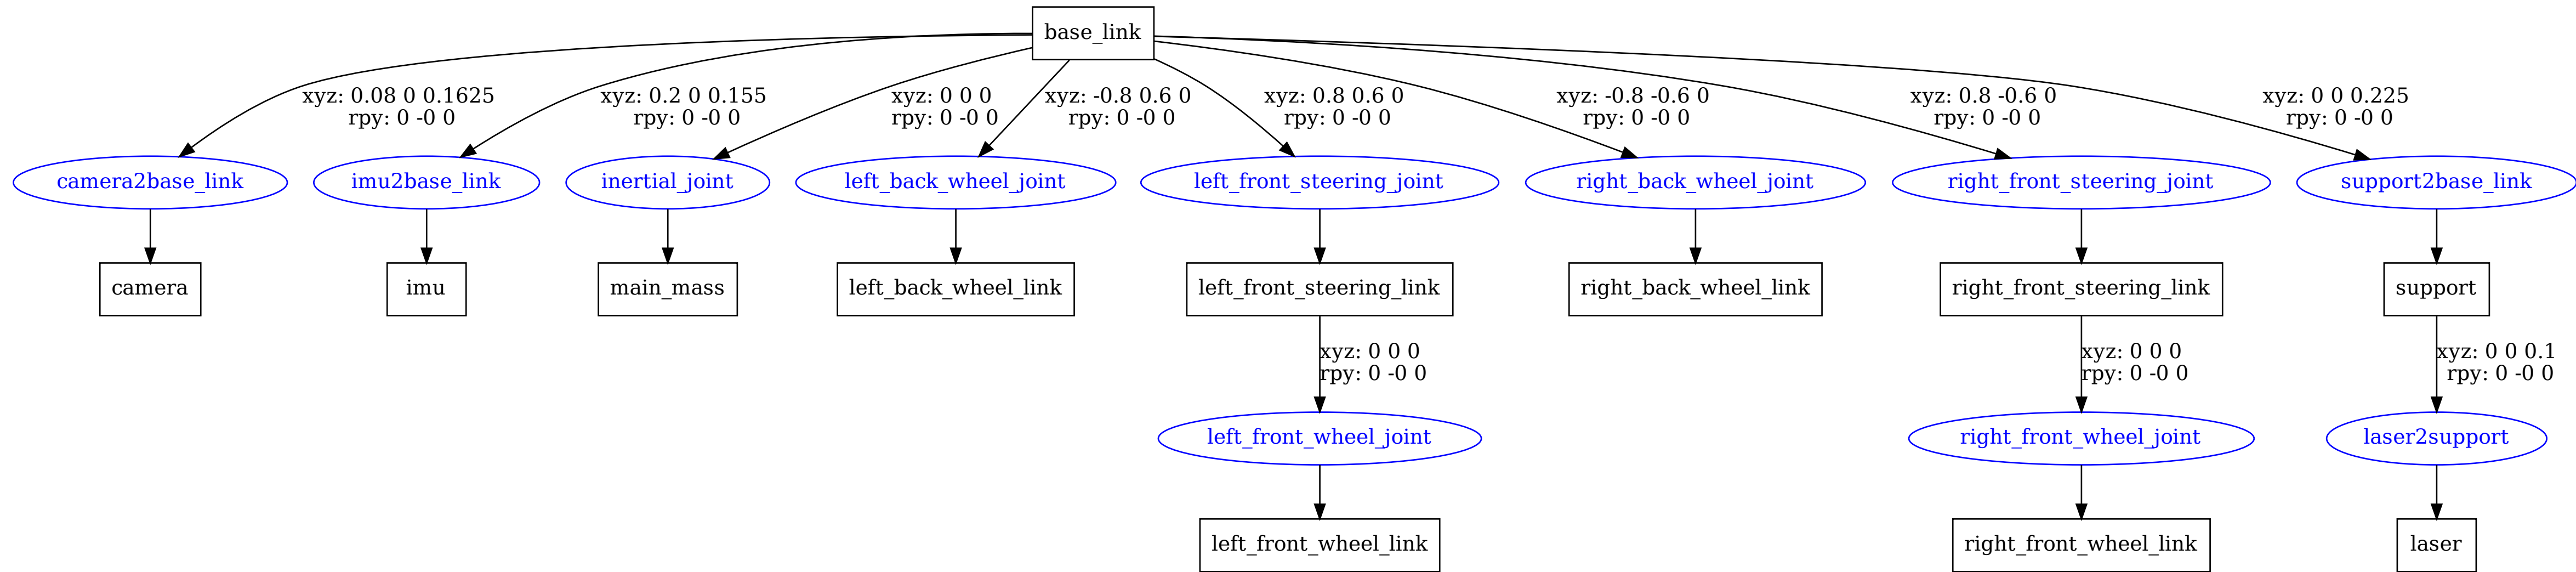 base_link
xyz: 0.08 0 0.1625
rpy: 0 -0 0
xyz: 0.2 0 0.155
rpy: 0 -0 0
xyz: 0 0 0
rpy: 0 -0 0
xyz: -0.8 0.6 0
rpy: 0 -0 0
xyz: 0.8 0.6 0
rpy: 0 -0 0
xyz: -0.8 -0.6 0
rpy: 0 -0 0
xyz: 0.8 -0.6 0
rpy: 0 -0 0
xyz: 0 0 0.225
rpy: 0 -0 0
camera2base_link
imu2base_link
inertial_joint
left_back_wheel_joint
left_front_steering_joint
right_back_wheel_joint
right_front_steering_joint
support2base_link
camera
imu
main_mass
left_back_wheel_link
left_front_steering_link
right_back_wheel_link
right_front_steering_link
support
xyz: 0 0 0
rpy: 0 -0 0
xyz: 0 0 0
rpy: 0 -0 0
xyz: 0 0 0.1
rpy: 0 -0 0
left_front_wheel_joint
right_front_wheel_joint
laser2support
left_front_wheel_link
right_front_wheel_link
laser